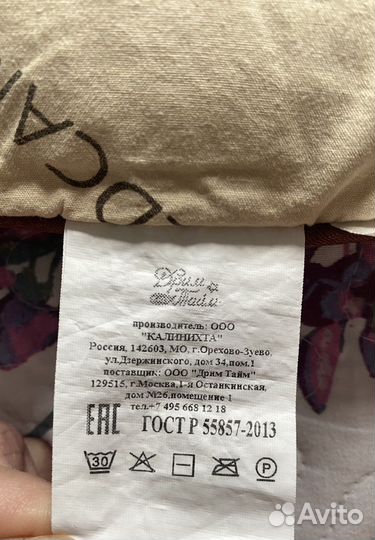 Дрим
Тайм
производитель: ООО
"КАЛИНИХТА"
Россия, 142603, МО, г.Орехово-Зуево,
ул.Дзержинского, дом 34,пом.1
поставщик: ООО "Дрим Тайм"
129515, г.Москва,1-я Останкинская,
дом №26,помещение 1
тел.+7 495 668 12 18
ЕАС ГОСТ Р 55857-2013
30 P
Avito